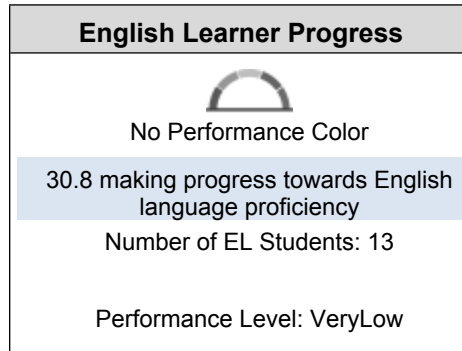 English Learner Progress
No Performance Color
30.8 making progress towards English
language proficiency
Number of EL Students: 13
Performance Level: VeryLow